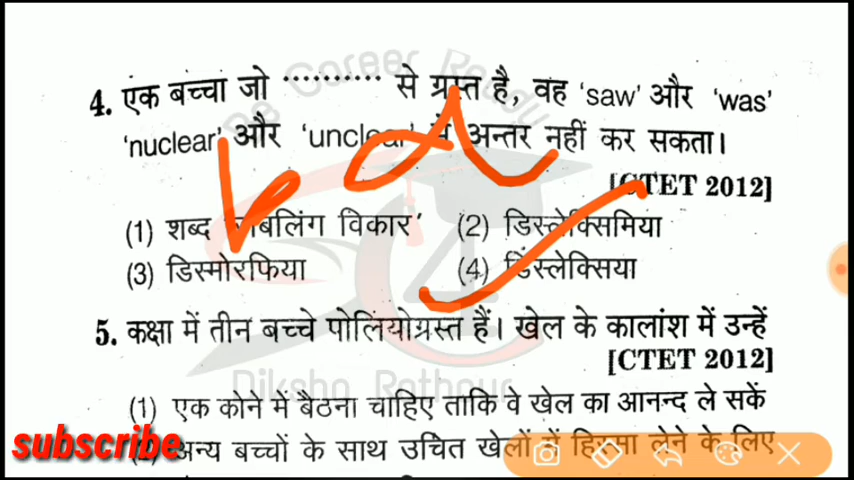 4. एक बच्चा जो ·········· से ग्रस्त है, वह 'saw' और 'was'
'nuclear' और 'unclear' में अन्तर नहीं कर सकता।
[CTET 2012]
(1) शब्द जंबलिंग विकार' (2) डिस्लेक्सिमिया
(3) डिस्मोरफिया (4) डिस्लेक्सिया
5. कक्षा में तीन बच्चे पोलियोग्रस्त हैं। खेल के कालांश में उन्हें
[CTET 2012]
Diksha Rathour
(1) एक कोने में बैठना चाहिए ताकि वे खेल का आनन्द ले सकें
subscribe
अन्य बच्चों के साथ उचित खेलों में हिस्सा लेने के लिए